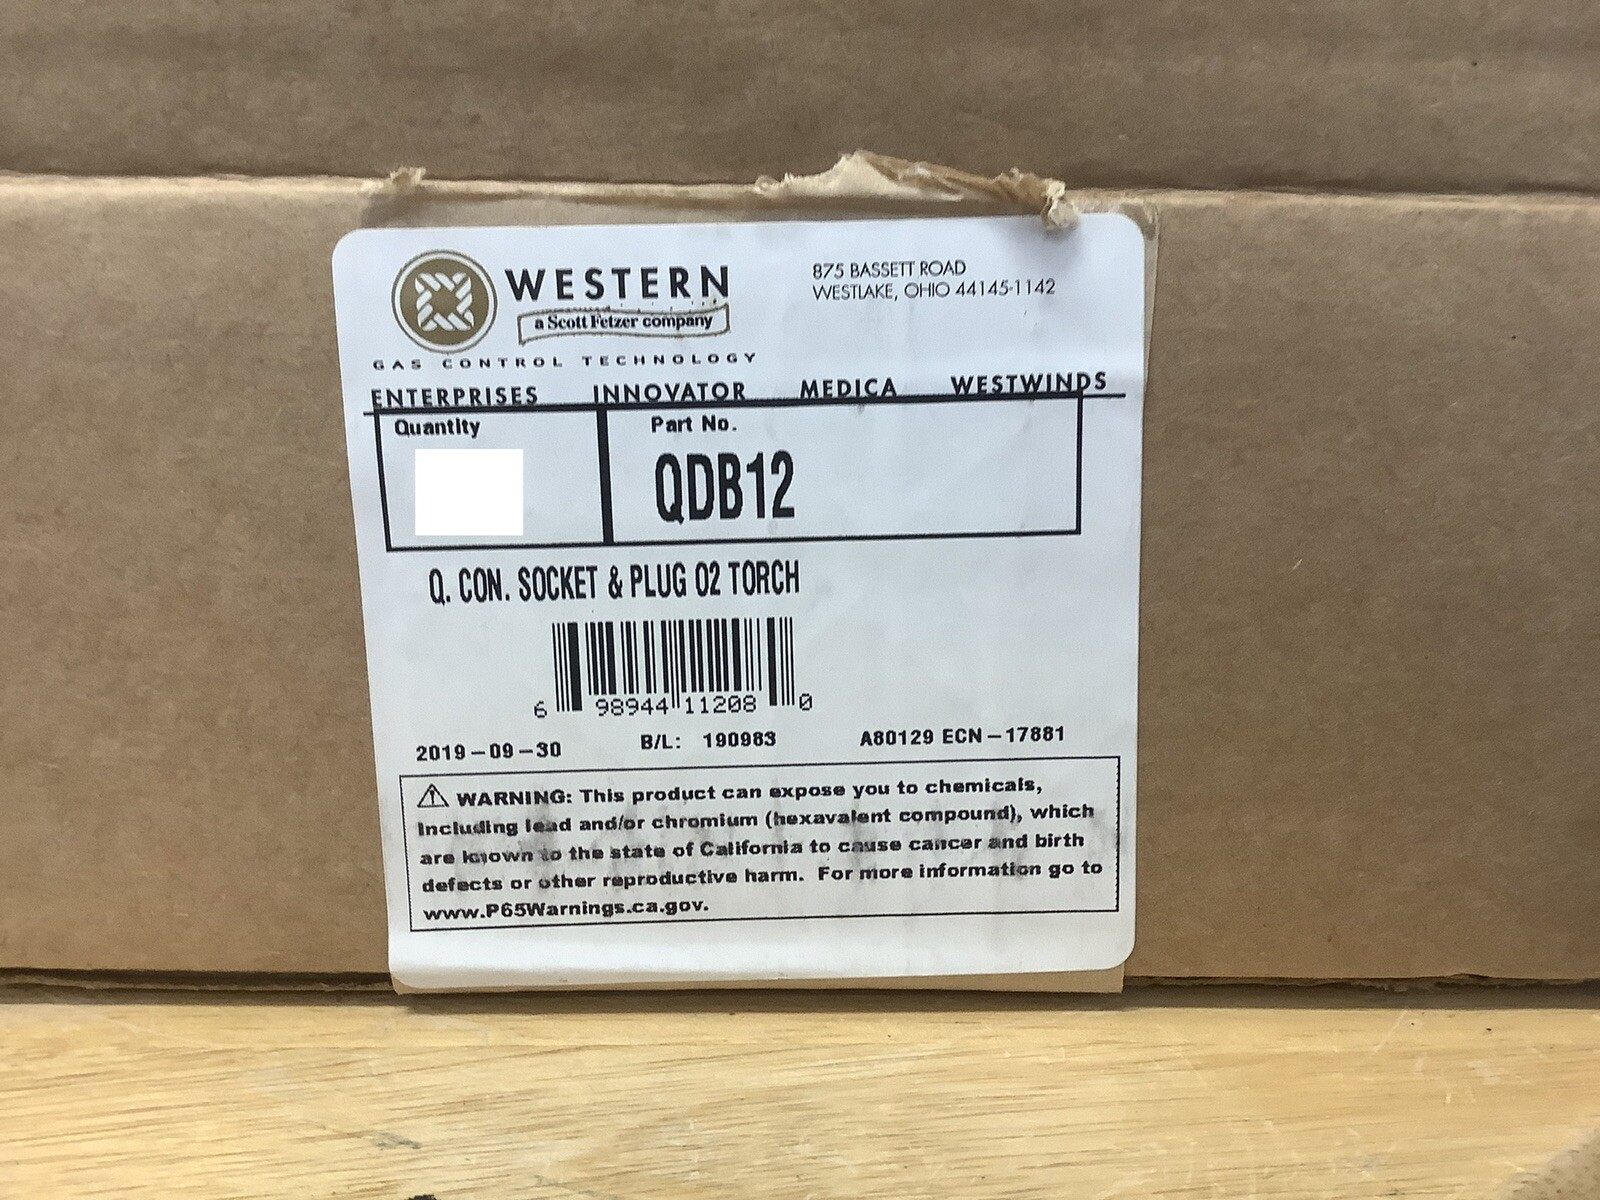 WESTERN
a Scott Fetzer company
GAS CONTROL TECHNOLOGY
875 BASSETT ROAD
WESTLAKE, OHIO 44145-1142
ENTERPRISES INNOVATOR MEDICA WESTWINDS
Quantity
Part No.
QDB12
Q. CON. SOCKET & PLUG O2 TORCH
6 98944 11208 0
2019-09-30 B/L: 190983 A80129 ECN-17881
⚠ WARNING: This product can expose you to chemicals,
including lead and/or chromium (hexavalent compound), which
are known to the state of California to cause cancer and birth
defects or other reproductive harm. For more information go to
www.P65Warnings.ca.gov.